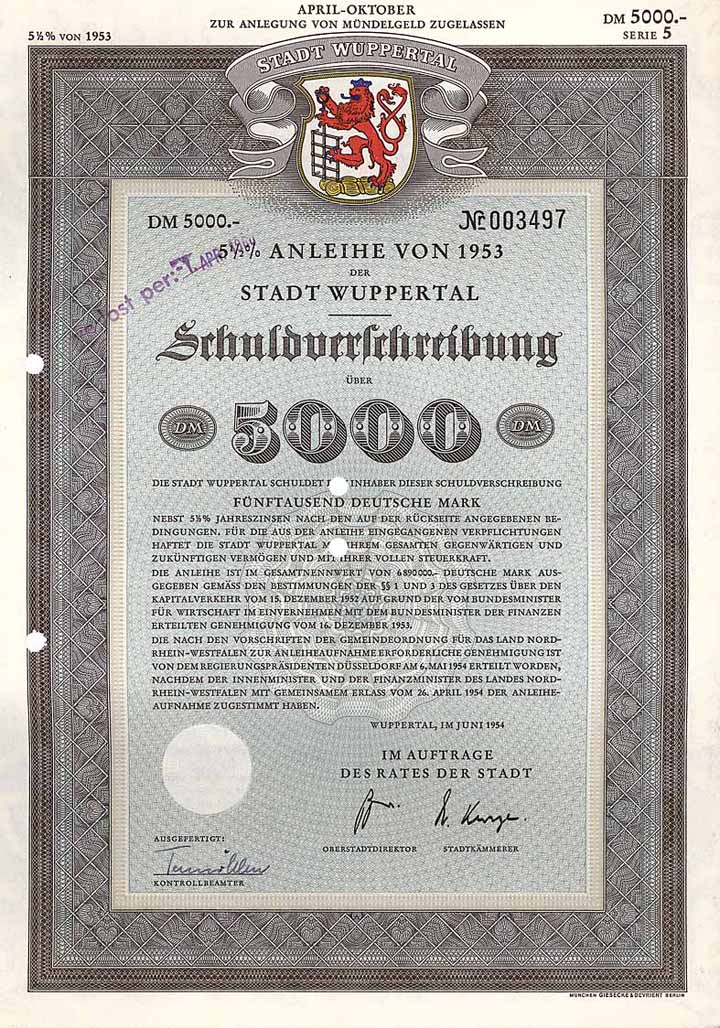 APRIL-OKTOBER
ZUR ANLEGUNG VON MÜNDELGELD ZUGELASSEN
5½% VON 1953
DM 5000.-
SERIE 5
STADT WUPPERTAL
DM 5000.-
№ 003497
5½% ANLEIHE VON 1953
DER
STADT WUPPERTAL
per: 1. APR.
Schuldverschreibung
ÜBER
DM 5000 DM
DIE STADT WUPPERTAL SCHULDET INHABER DIESER SCHULDVERSCHREIBUNG
FÜNFTAUSEND DEUTSCHE MARK
NEBST 5½% JAHRESZINSEN NACH DEN AUF DER RÜCKSEITE ANGEGEBENEN BE-
DINGUNGEN. FÜR DIE AUS DER ANLEIHE EINGEGANGENEN VERPFLICHTUNGEN
HAFTET DIE STADT WUPPERTAL IHREM GESAMTEN GEGENWÄRTIGEN UND
ZUKÜNFTIGEN VERMÖGEN UND MIT IHRER VOLLEN STEUERKRAFT.
DIE ANLEIHE IST IM GESAMTNENNWERT VON 6890000.- DEUTSCHE MARK AUS-
GEGEBEN GEMÄSS DEN BESTIMMUNGEN DER §§ 1 UND 3 DES GESETZES ÜBER DEN
KAPITALVERKEHR VOM 15. DEZEMBER 1952 AUF GRUND DER VOM BUNDESMINISTER
FÜR WIRTSCHAFT IM EINVERNEHMEN MIT DEM BUNDESMINISTER DER FINANZEN
ERTEILTEN GENEHMIGUNG VOM 16. DEZEMBER 1953.
DIE NACH DEN VORSCHRIFTEN DER GEMEINDEORDNUNG FÜR DAS LAND NORD-
RHEIN-WESTFALEN ZUR ANLEIHEAUFNAHME ERFORDERLICHE GENEHMIGUNG IST
VON DEM REGIERUNGSPRÄSIDENTEN DÜSSELDORF AM 6. MAI 1954 ERTEILT WORDEN,
NACHDEM DER INNENMINISTER UND DER FINANZMINISTER DES LANDES NORD-
RHEIN-WESTFALEN MIT GEMEINSAMEM ERLASS VOM 26. APRIL 1954 DER ANLEIHE-
AUFNAHME ZUGESTIMMT HABEN.
WUPPERTAL, IM JUNI 1954
IM AUFTRAGE
DES RATES DER STADT
OBERSTADTDIREKTOR
STADTKÄMMERER
AUSGEFERTIGT:
KONTROLLBEAMTER
MÜNCHEN GIESECKE & DEVRIENT BERLIN